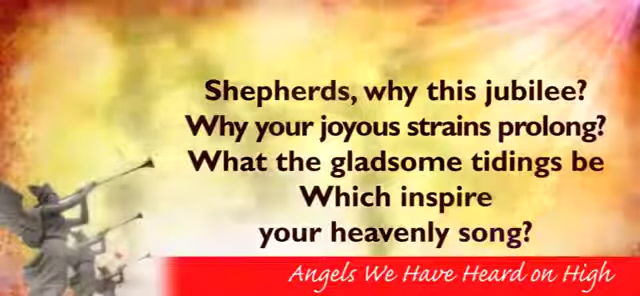 Shepherds, why this jubilee?
Why your joyous strains prolong?
What the gladsome tidings be
Which inspire
your heavenly song?
Angels We Have Heard on High